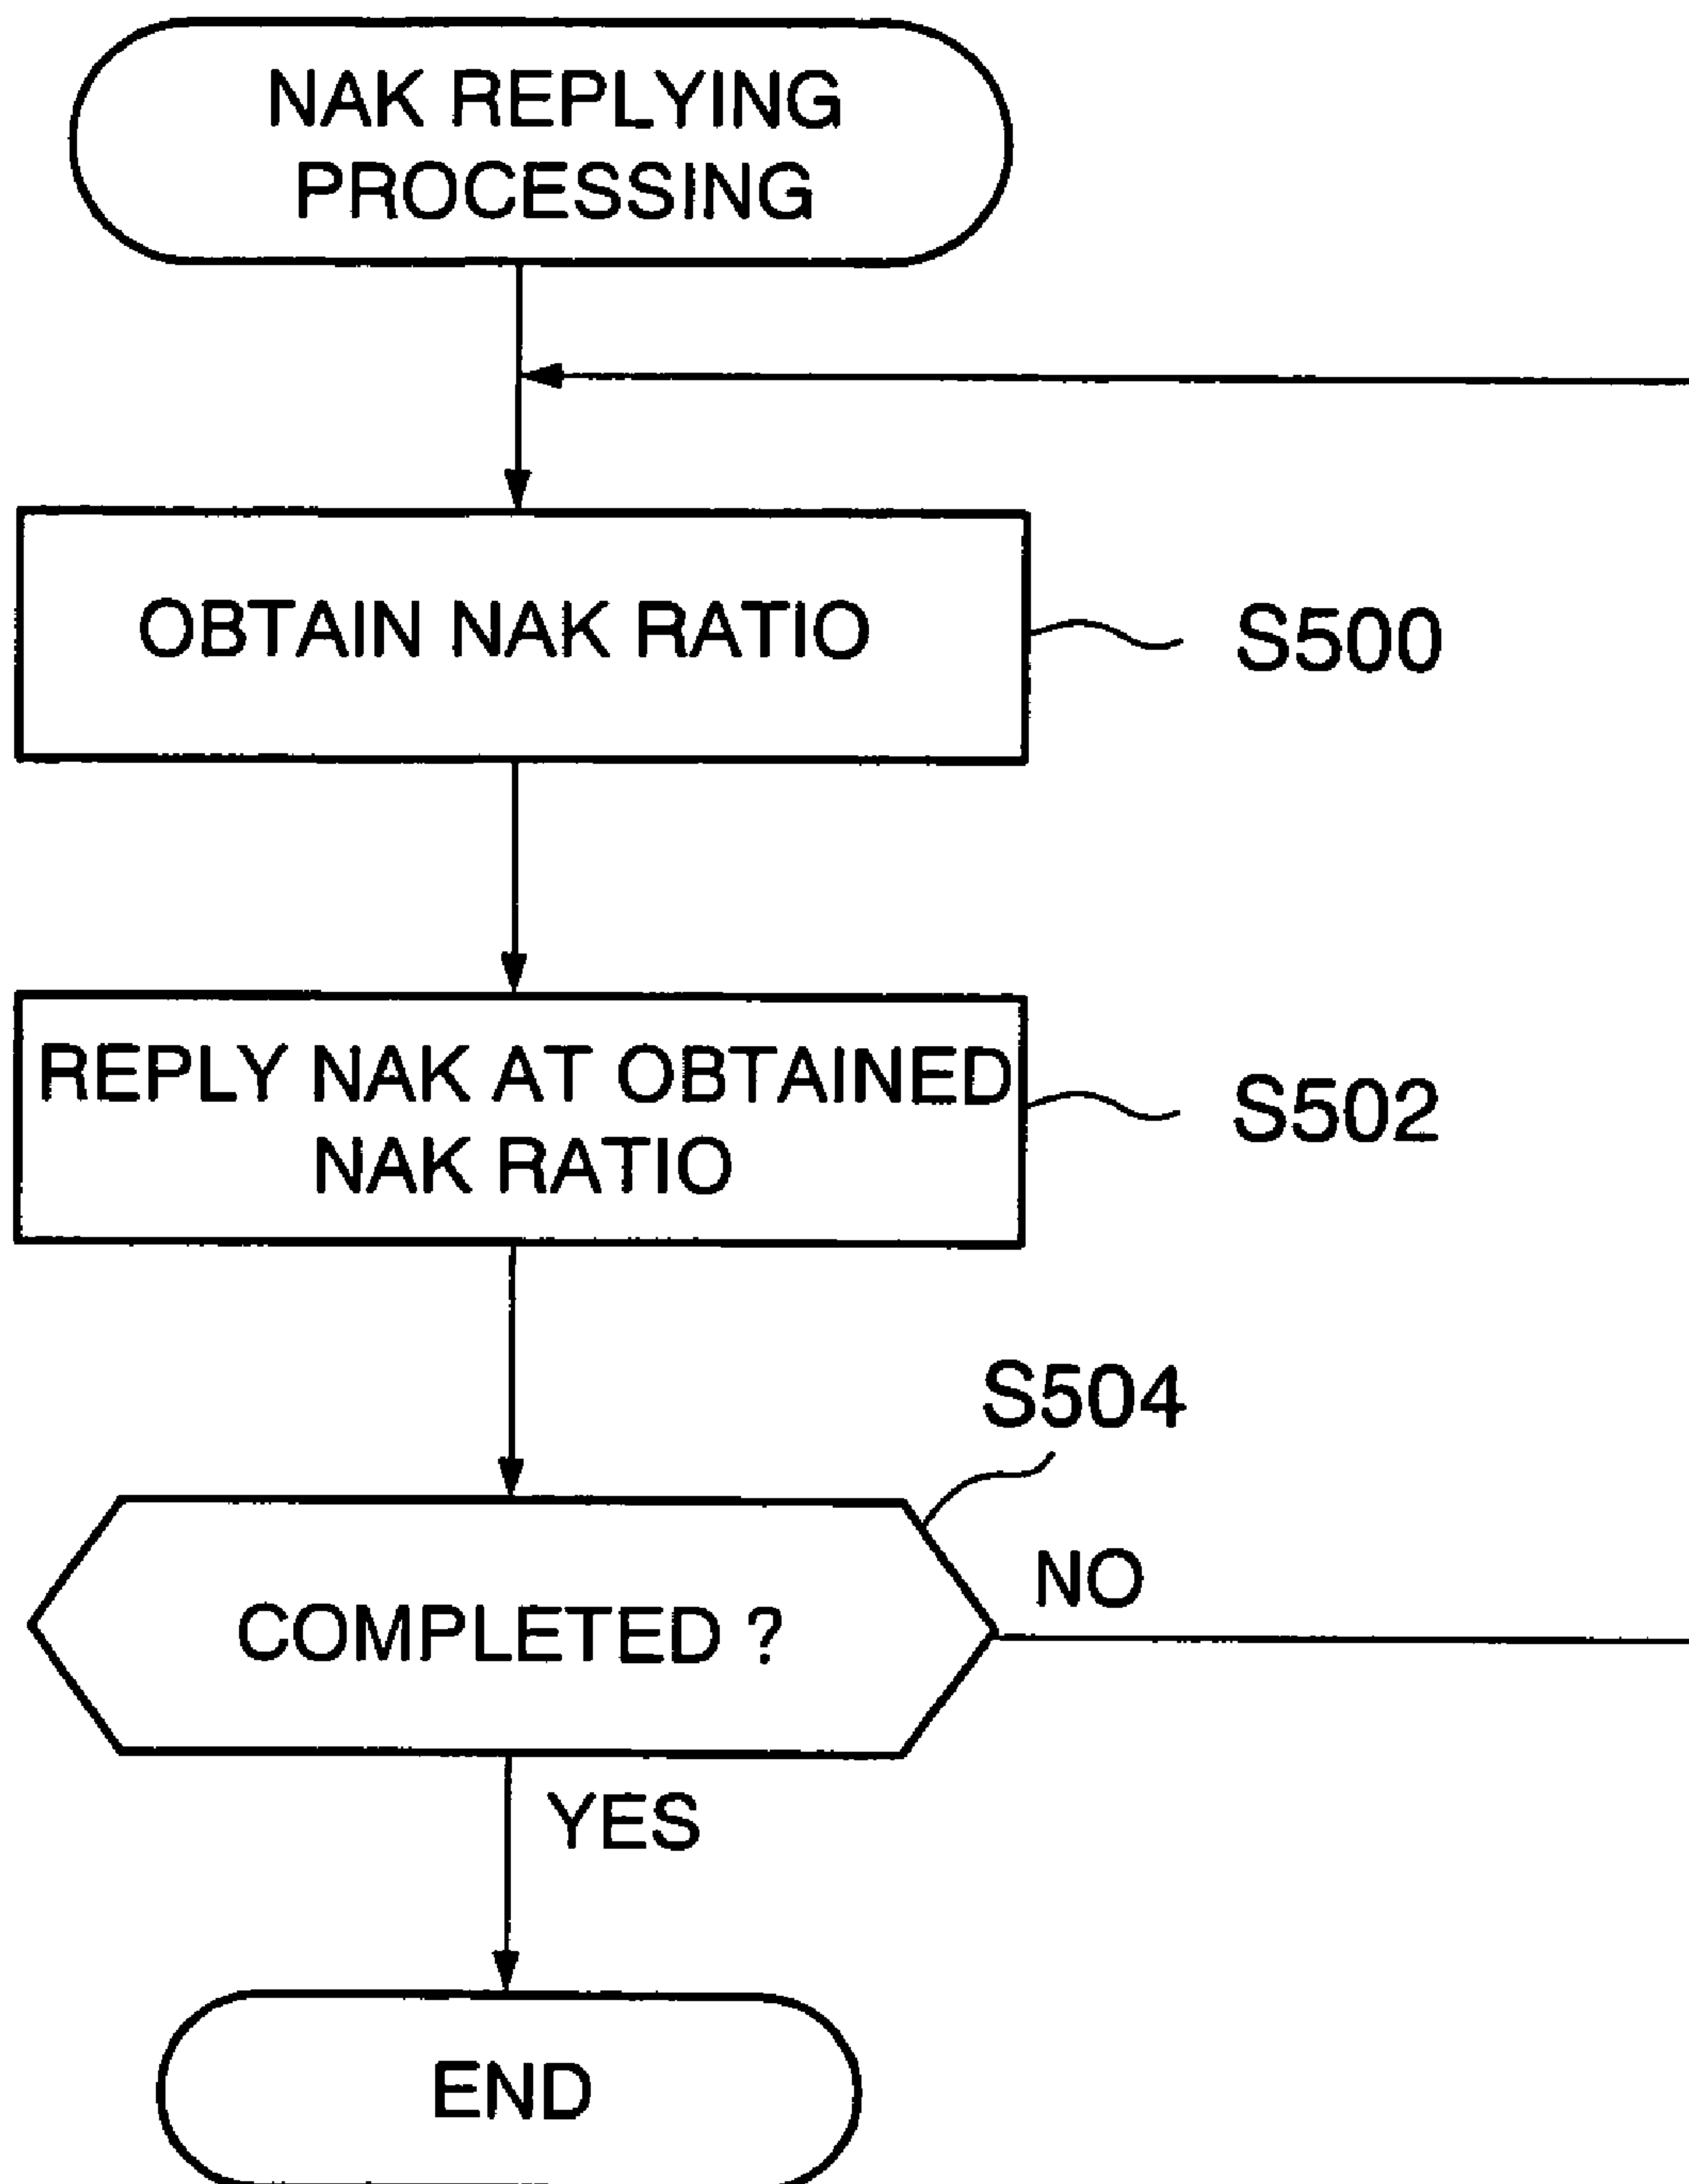 NAK REPLYING
PROCESSING
OBTAIN NAK RATIO
S500
REPLY NAK AT OBTAINED
NAK RATIO
S502
S504
COMPLETED ?
NO
YES
END